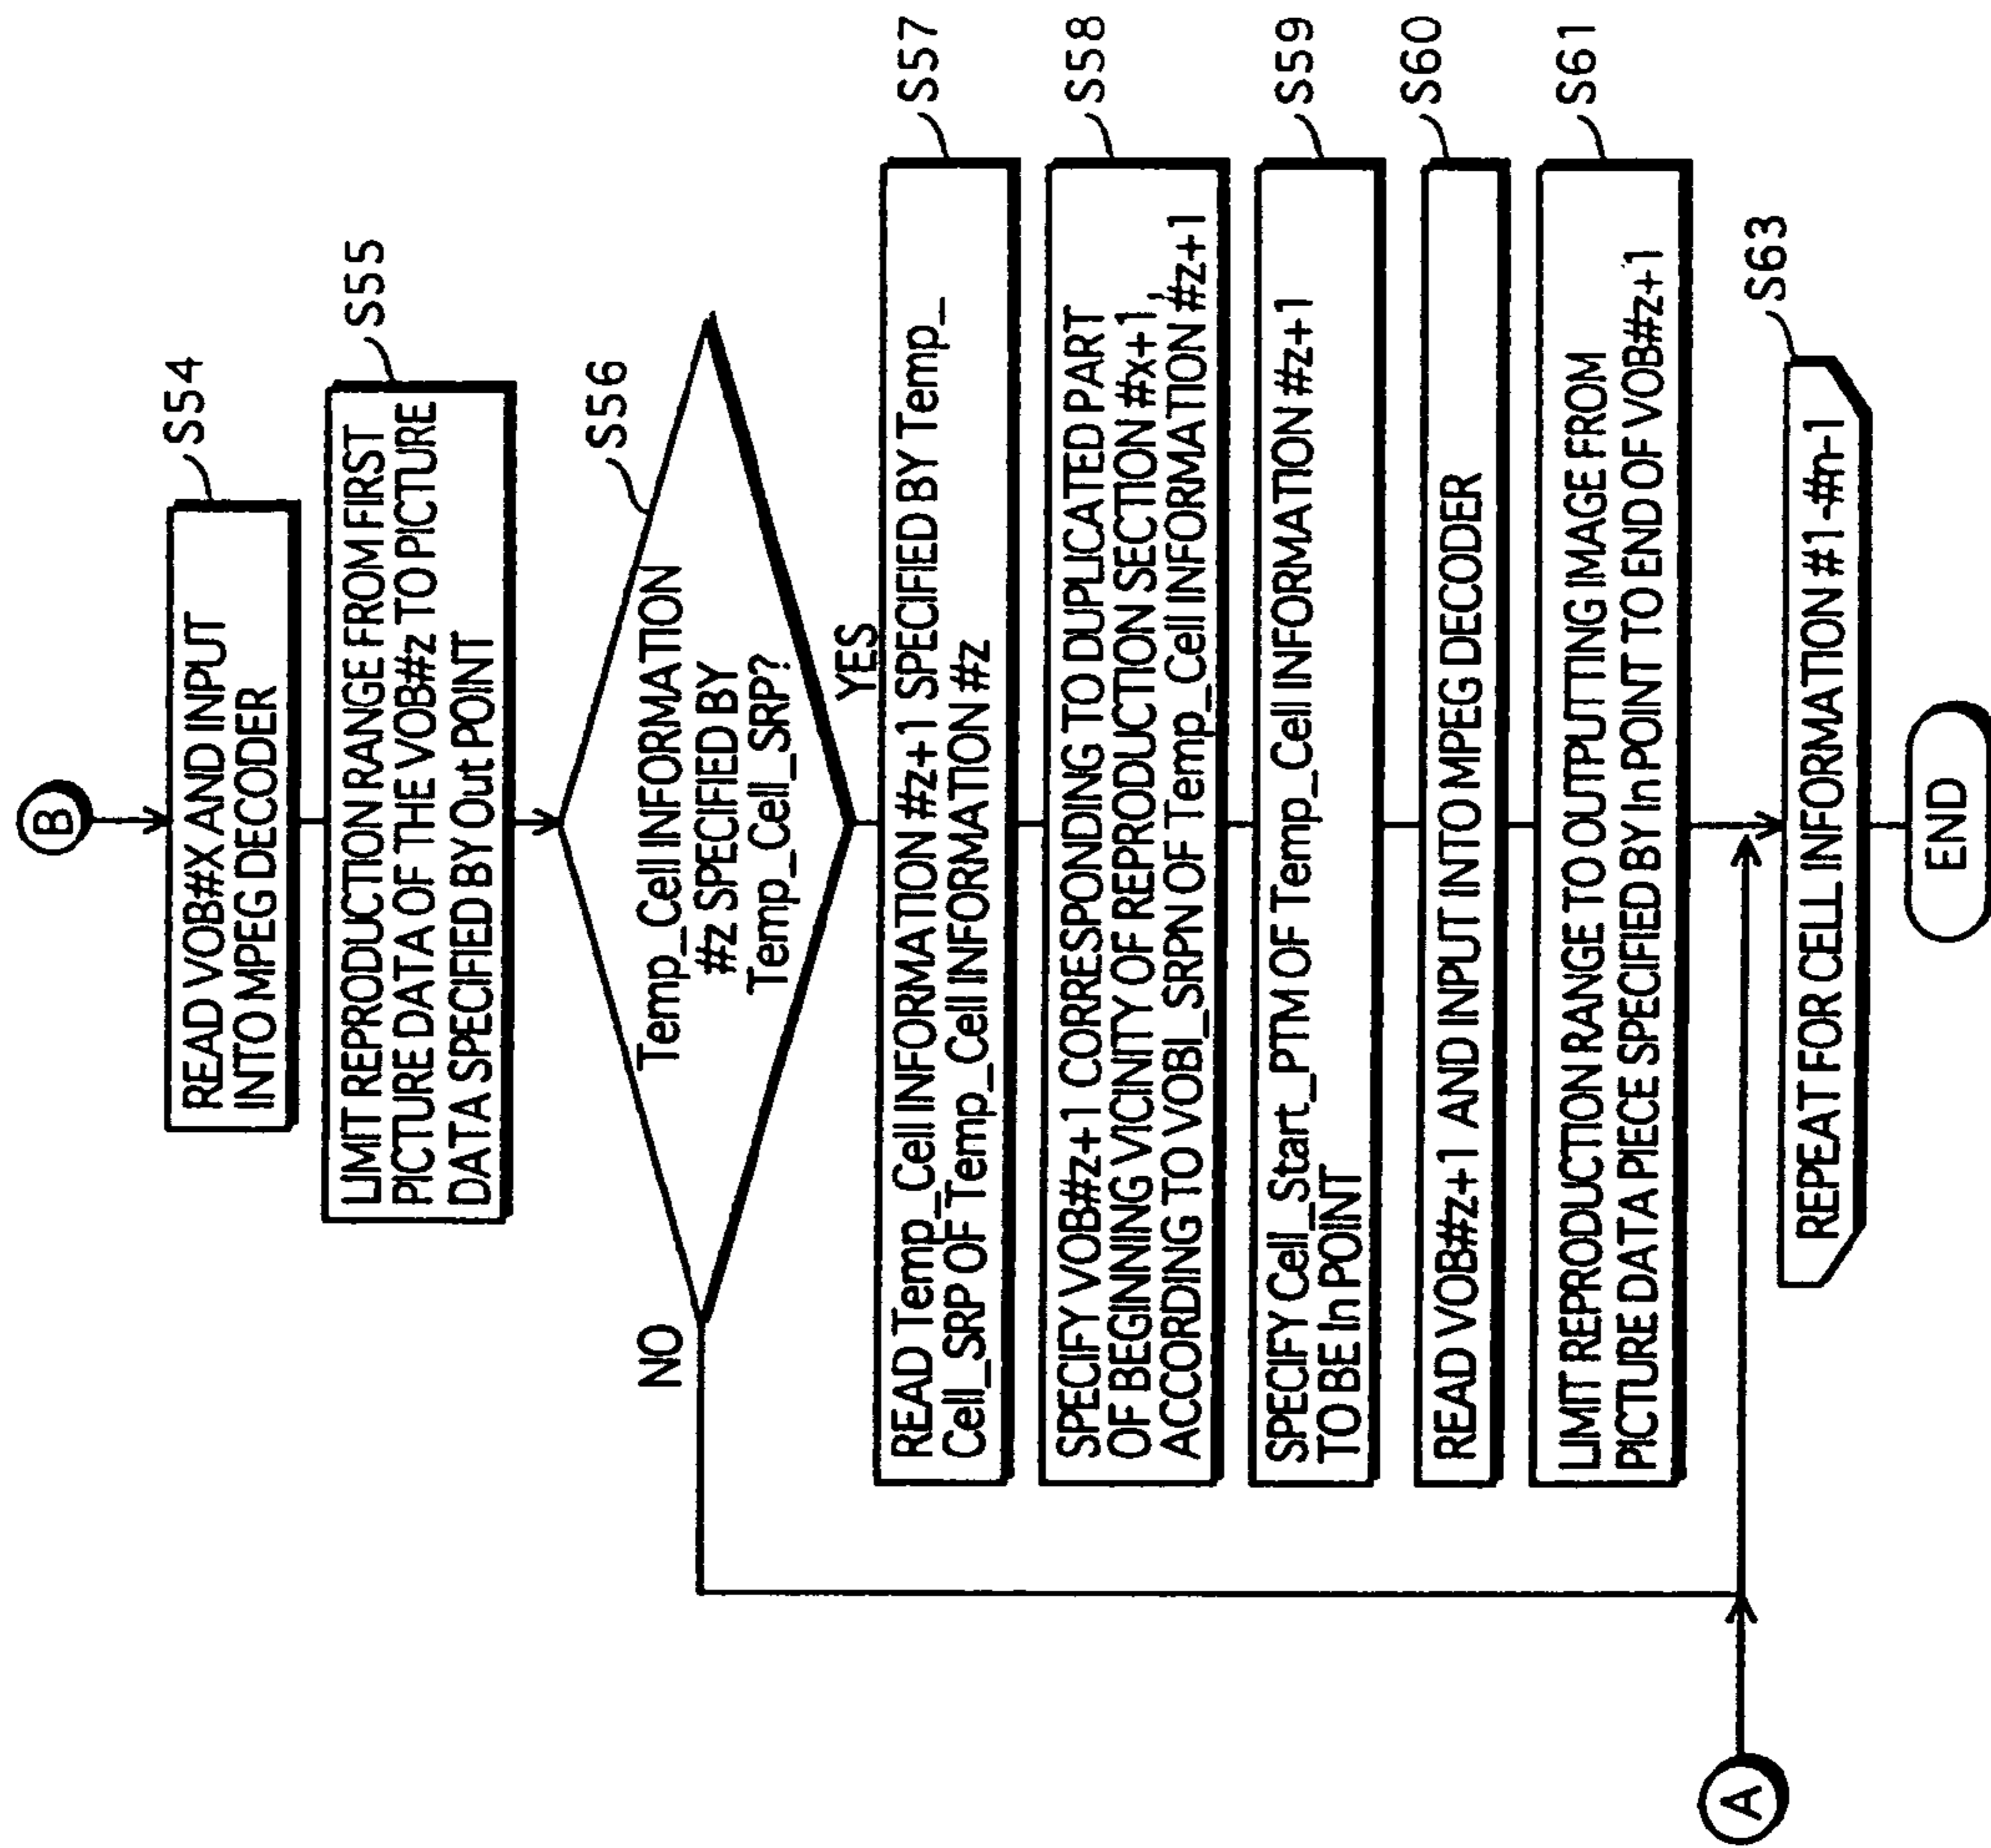 B
S54
READ VOB#X AND INPUT
INTO MPEG DECODER
S55
LIMIT REPRODUCTION RANGE FROM FIRST
PICTURE DATA OF THE VOB#z TO PICTURE
DATA SPECIFIED BY Out POINT
S56
Temp_Cell INFORMATION
#z SPECIFIED BY
Temp_Cell_SRP?
NO
YES
S57
READ Temp_Cell INFORMATION #z+1 SPECIFIED BY Temp_
Cell_SRP OF Temp_Cell INFORMATION #z
S58
SPECIFY VOB#z+1 CORRESPONDING TO DUPLICATED PART
OF BEGINNING VICINITY OF REPRODUCTION SECTION #x+1,
ACCORDING TO VOBI_SRPN OF Temp_Cell INFORMATION #z+1
S59
SPECIFY Cell_Start_PTM OF Temp_Cell INFORMATION #z+1
TO BE In POINT
S60
READ VOB#z+1 AND INPUT INTO MPEG DECODER
S61
LIMIT REPRODUCTION RANGE TO OUTPUTING IMAGE FROM
PICTURE DATA PIECE SPECIFIED BY In POINT TO END OF VOB#z+1
A
S63
REPEAT FOR CELL INFORMATION #1-#m-1
END